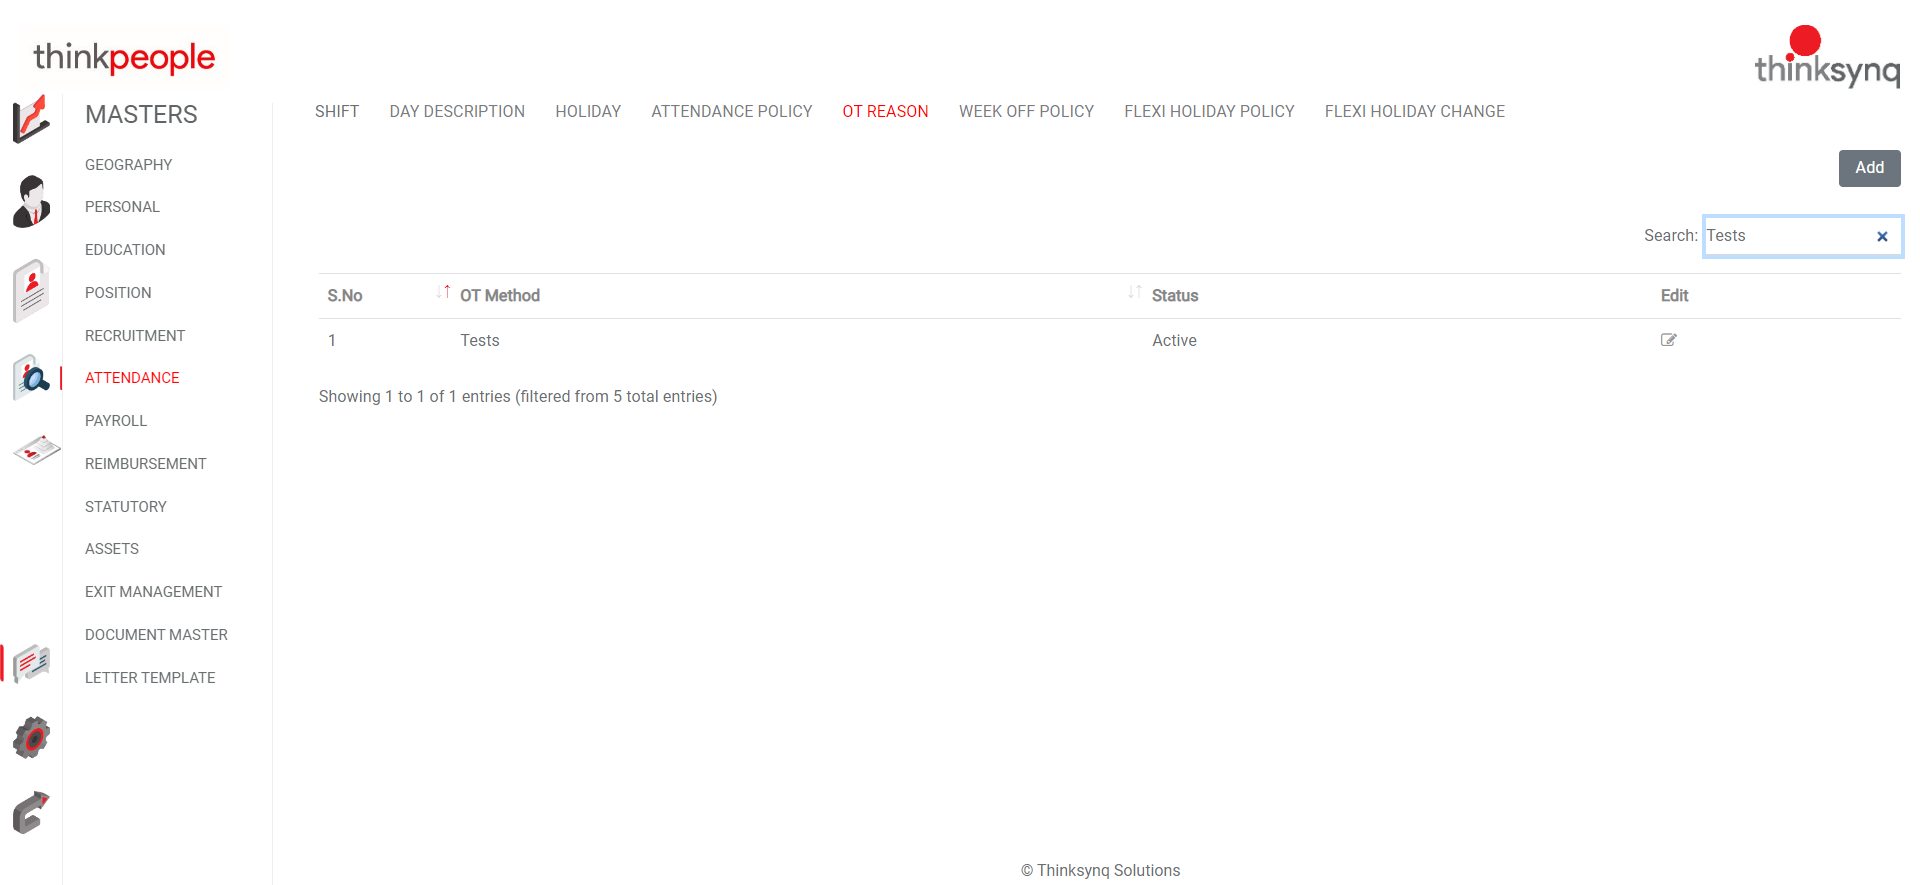 thinkpeople
thinksynq
MASTERS
GEOGRAPHY
PERSONAL
EDUCATION
POSITION
RECRUITMENT
ATTENDANCE
PAYROLL
REIMBURSEMENT
STATUTORY
ASSETS
EXIT MANAGEMENT
DOCUMENT MASTER
LETTER TEMPLATE
SHIFT DAY DESCRIPTION HOLIDAY ATTENDANCE POLICY OT REASON WEEK OFF POLICY FLEXI HOLIDAY POLICY FLEXI HOLIDAY CHANGE
Add
Search: Tests
S.No OT Method Status Edit
1 Tests Active
Showing 1 to 1 of 1 entries (filtered from 5 total entries)
© Thinksynq Solutions